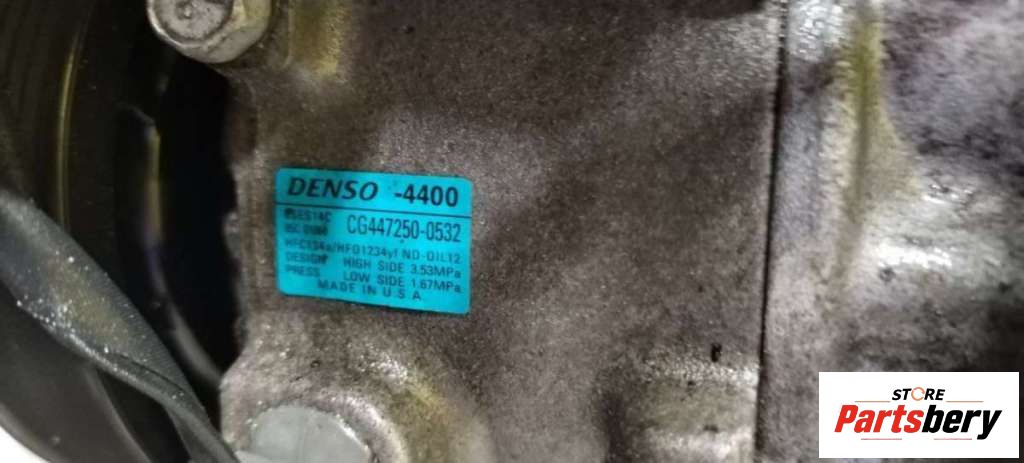 DENSO -4400
CG447250-0532
HFC134a/HFO1234yf ND-OIL12
DESIGN HIGH SIDE 3.53MPa
PRESS. LOW SIDE 1.67MPa
MADE IN U.S.A
STORE
Partsbery